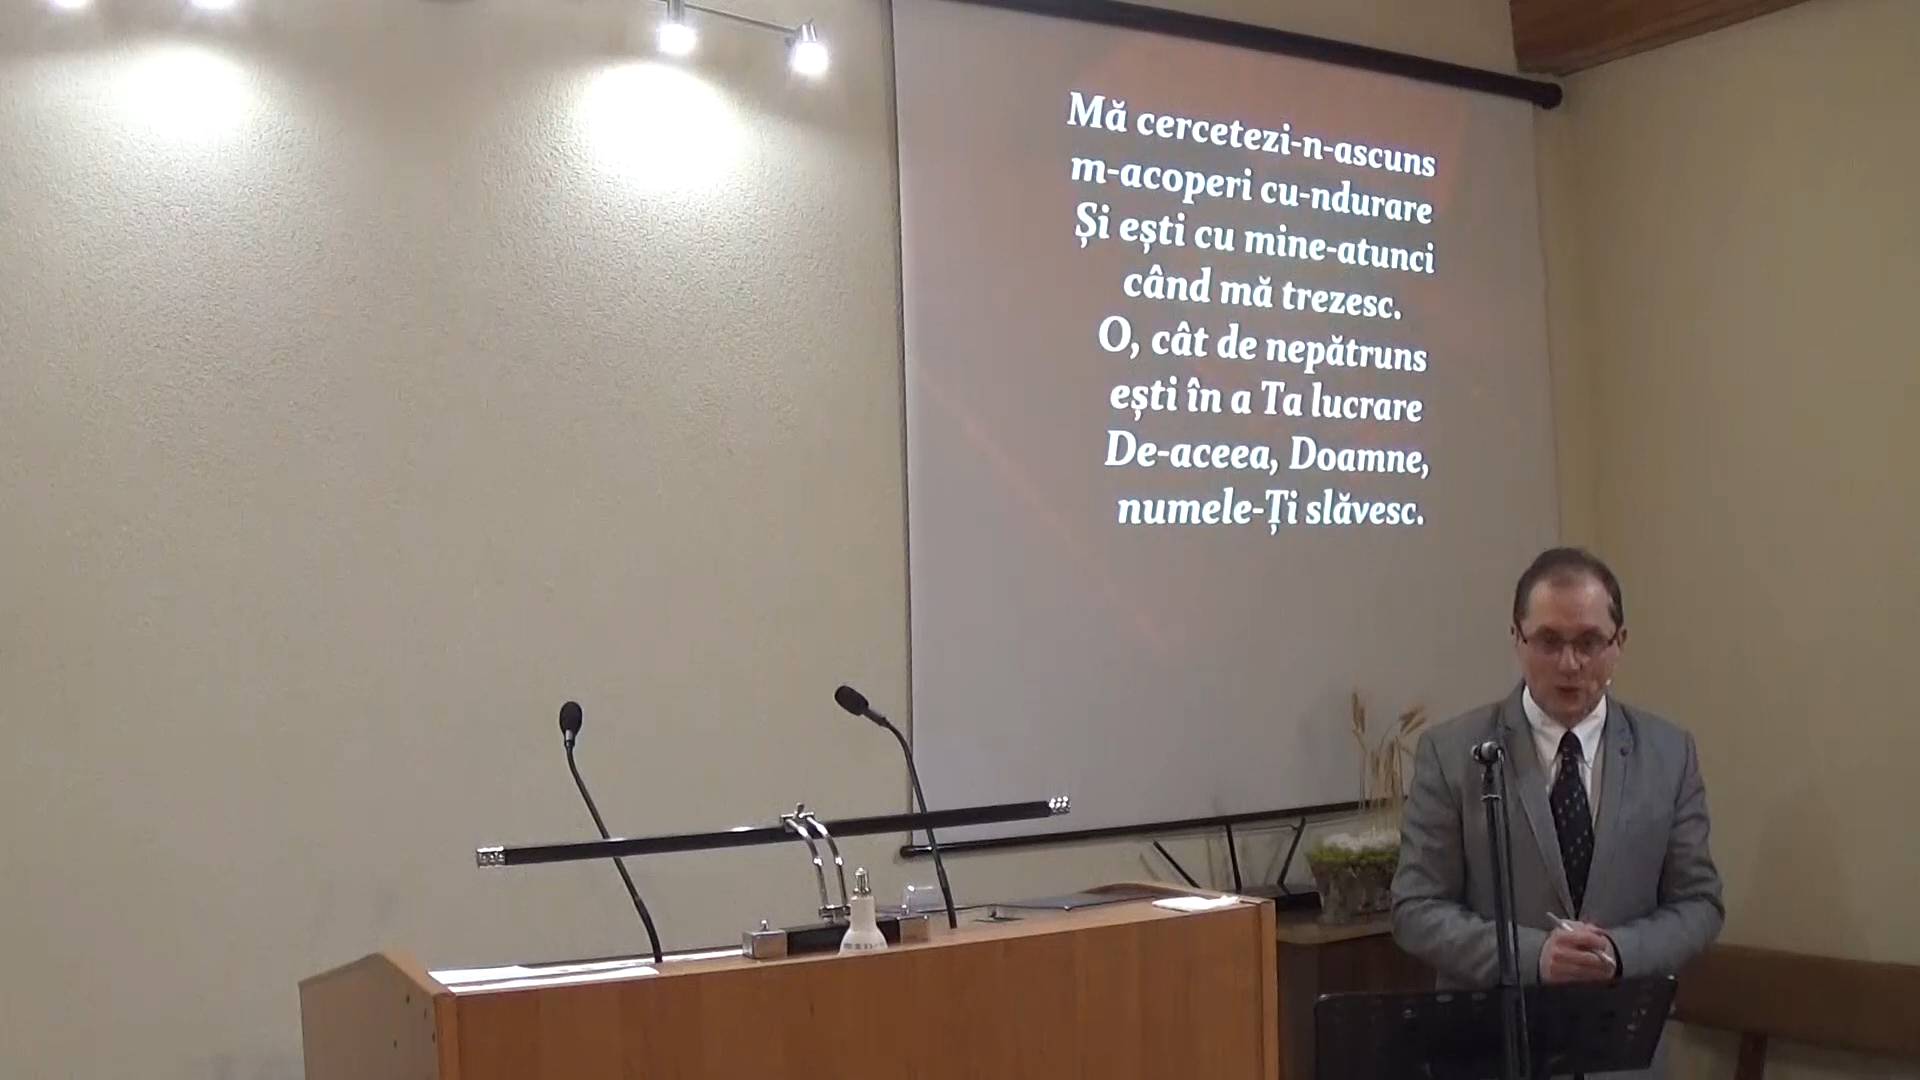 Mă cercetezi-n-ascuns
m-acoperi cu-ndurare
Și ești cu mine-atunci
când mă trezesc.
O, cât de nepătruns
ești în a Ta lucrare
De-aceea, Doamne,
numele-Ți slăvesc.